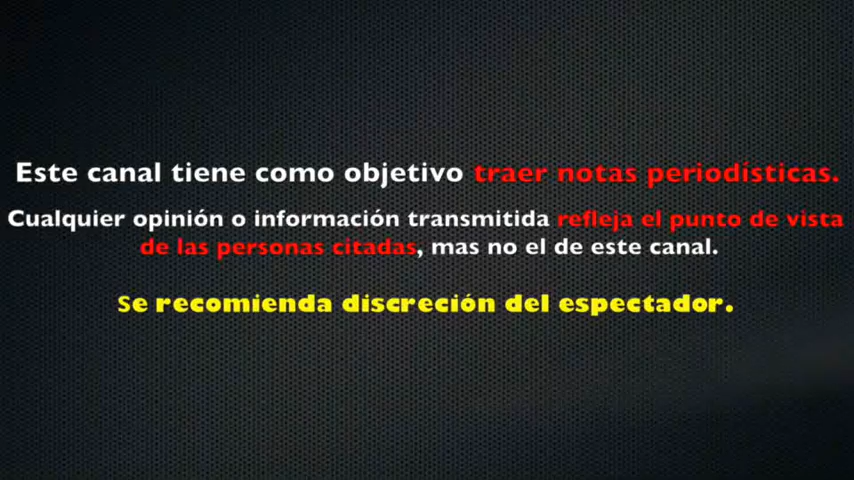 Este canal tiene como objetivo traer notas periodísticas.
Cualquier opinión o información transmitida refleja el punto de vista
de las personas citadas, mas no el de este canal.
Se recomienda discreción del espectador.